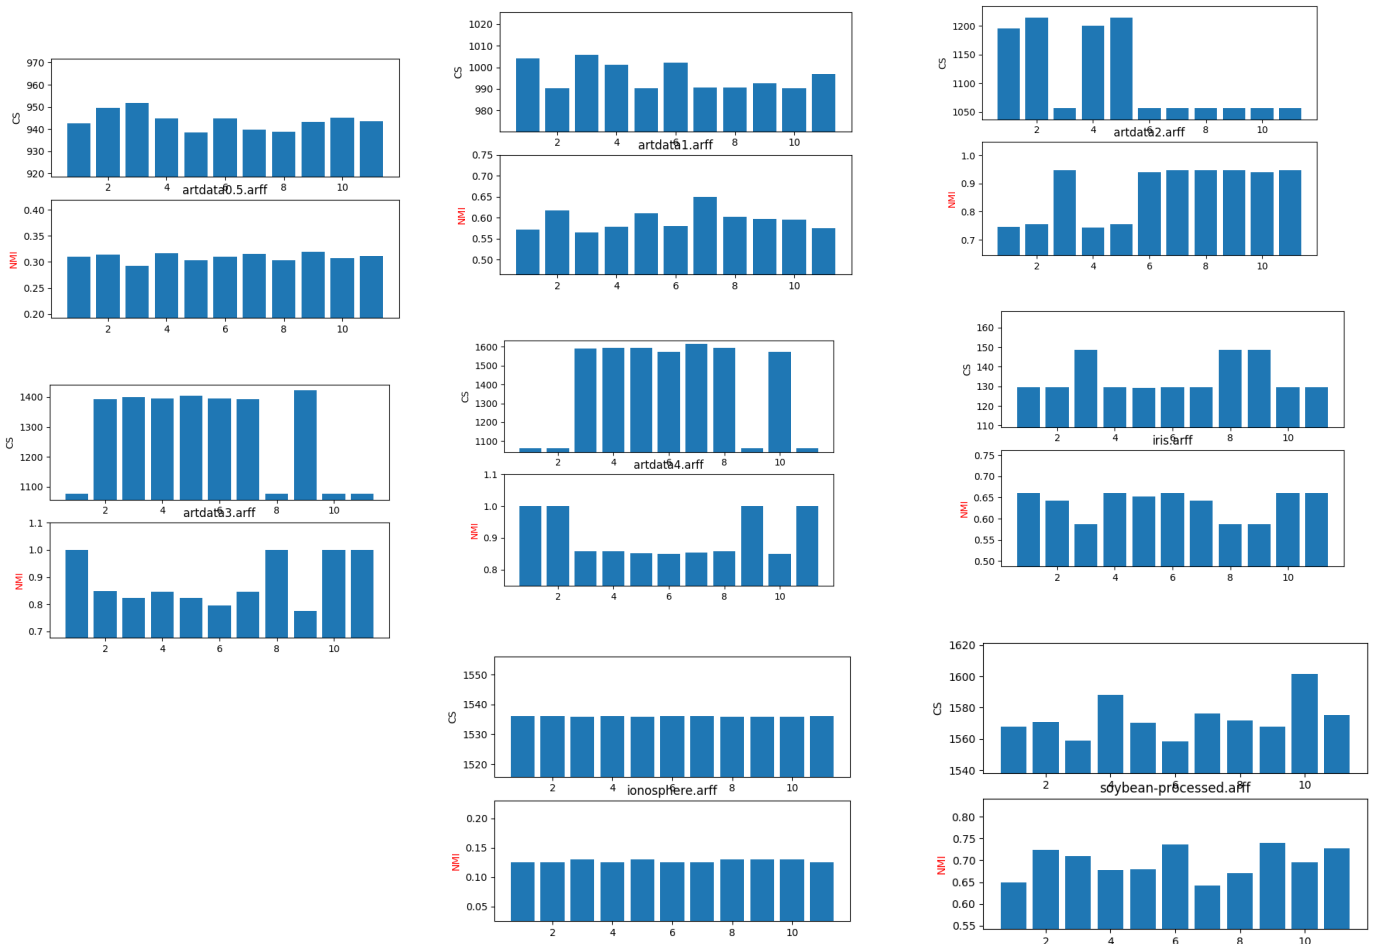 CS
970
960
950
940
930
920
2 4 6 8 10
artdata0.5.arff
NMI
0.40
0.35
0.30
0.25
0.20
2 4 6 8 10
CS
1020
1010
1000
990
980
2 4 6 8 10
artdata1.arff
NMI
0.75
0.70
0.65
0.60
0.55
0.50
2 4 6 8 10
CS
1200
1150
1100
1050
2 4 6 8 10
artdata2.arff
NMI
1.0
0.9
0.8
0.7
2 4 6 8 10
CS
1400
1300
1200
1100
2 4 6 8 10
artdata3.arff
NMI
1.1
1.0
0.9
0.8
0.7
2 4 6 8 10
CS
1600
1500
1400
1300
1200
1100
2 4 6 8 10
artdata4.arff
NMI
1.1
1.0
0.9
0.8
2 4 6 8 10
CS
160
150
140
130
120
110
2 4 6 8 10
iris.arff
NMI
0.75
0.70
0.65
0.60
0.55
0.50
2 4 6 8 10
CS
1550
1540
1530
1520
2 4 6 8 10
ionosphere.arff
NMI
0.20
0.15
0.10
0.05
2 4 6 8 10
CS
1620
1600
1580
1560
1540
2 4 6 8 10
soybean-processed.arff
NMI
0.80
0.75
0.70
0.65
0.60
0.55
2 4 6 8 10